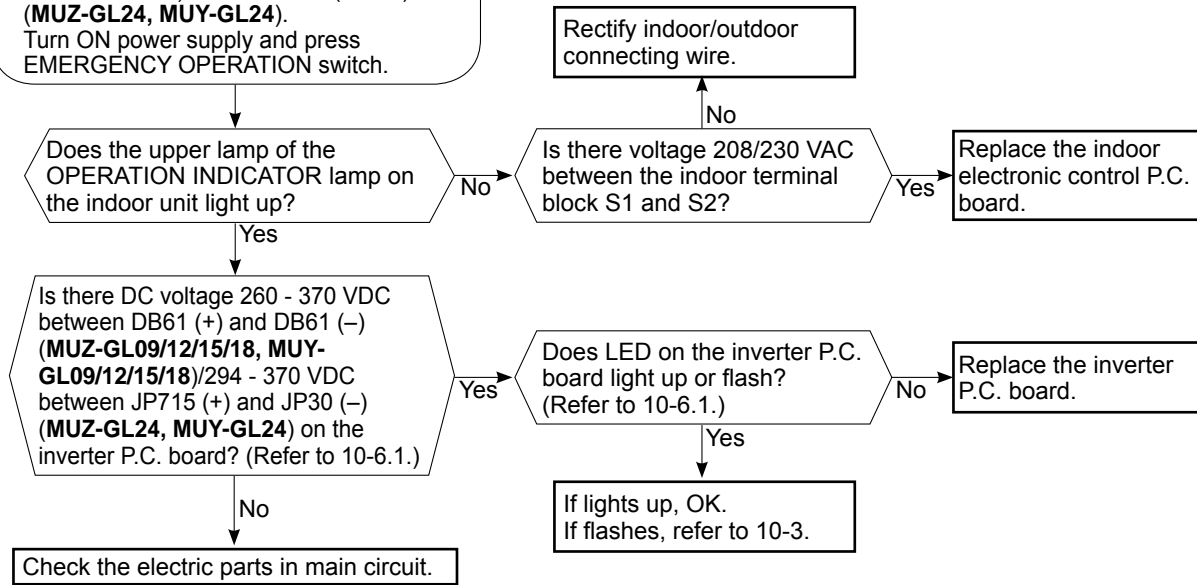 (MUZ-GL24, MUY-GL24).
Turn ON power supply and press
EMERGENCY OPERATION switch.
Rectify indoor/outdoor
connecting wire.
No
Does the upper lamp of the
OPERATION INDICATOR lamp on
the indoor unit light up?
No
Is there voltage 208/230 VAC
between the indoor terminal
block S1 and S2?
Yes
Replace the indoor
electronic control P.C.
board.
Yes
Is there DC voltage 260 - 370 VDC
between DB61 (+) and DB61 (–)
(MUZ-GL09/12/15/18, MUY-
GL09/12/15/18)/294 - 370 VDC
between JP715 (+) and JP30 (–)
(MUZ-GL24, MUY-GL24) on the
inverter P.C. board? (Refer to 10-6.1.)
Yes
Does LED on the inverter P.C.
board light up or flash?
(Refer to 10-6.1.)
No
Replace the inverter
P.C. board.
Yes
If lights up, OK.
If flashes, refer to 10-3.
No
Check the electric parts in main circuit.